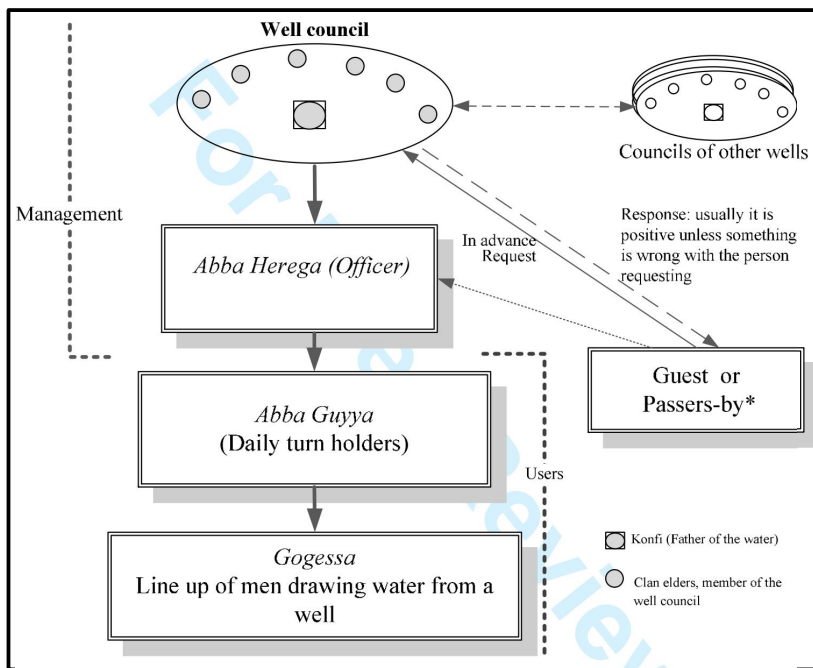 Well council
Councils of other wells
Management
Response: usually it is
positive unless something
is wrong with the person
requesting
In advance
Request
Abba Herega (Officer)
Guest or
Passers-by*
Abba Guyya
(Daily turn holders)
Users
Gogessa
Line up of men drawing water from a
well
Konfi (Father of the water)
Clan elders, member of the
well council
For Review